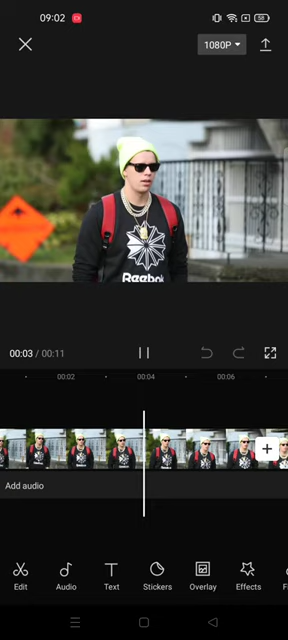 09:02
58
1080P
Reebok
00:03 / 00:11
00:02 00:04 00:06
Add audio
Edit Audio Text Stickers Overlay Effects